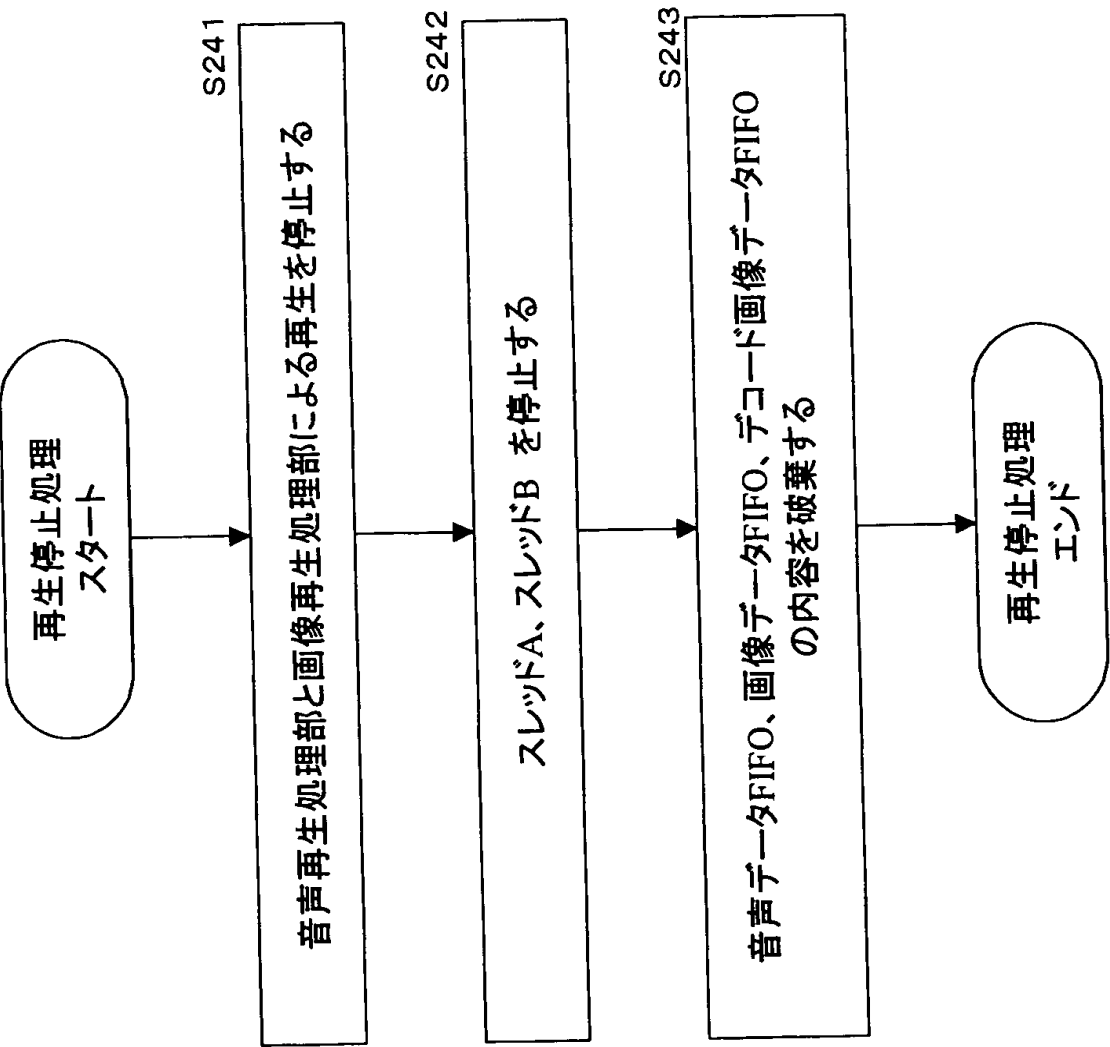 再生停止処理
スタート
S241
音声再生処理部と画像再生処理部による再生を停止する
S242
スレッドA、スレッドB を停止する
S243
音声データFIFO、画像データFIFO、デコード画像データFIFO
の内容を破棄する
再生停止処理
エンド